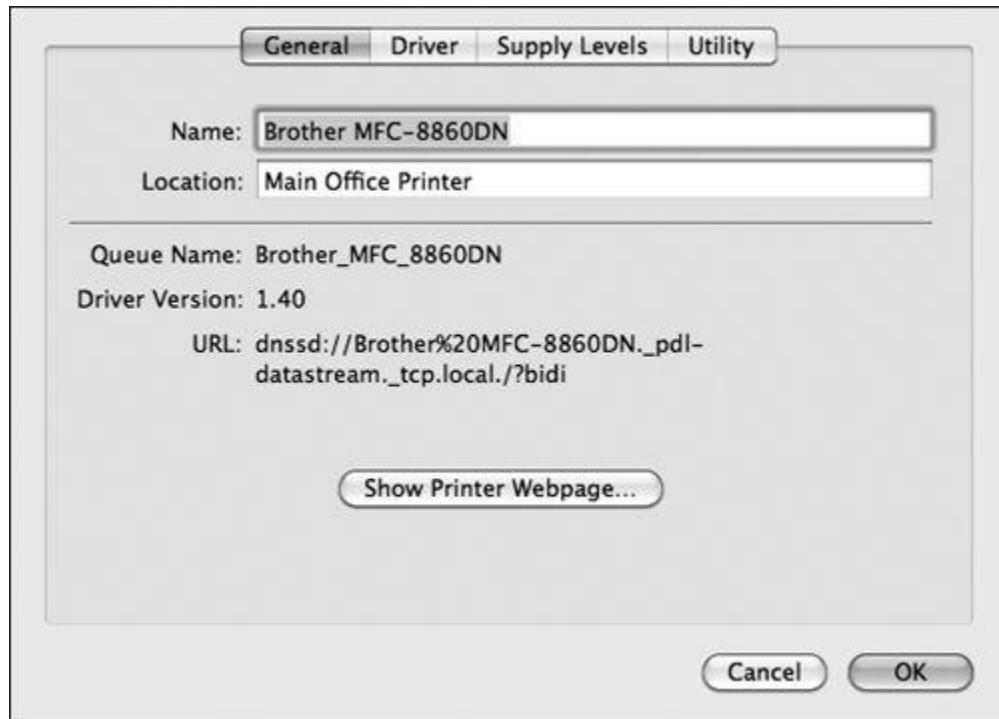 General Driver Supply Levels Utility
Name: Brother MFC-8860DN
Location: Main Office Printer
Queue Name: Brother_MFC_8860DN
Driver Version: 1.40
URL: dnssd://Brother%20MFC-8860DN._pdl-
datastream._tcp.local./?bidi
Show Printer Webpage...
Cancel OK